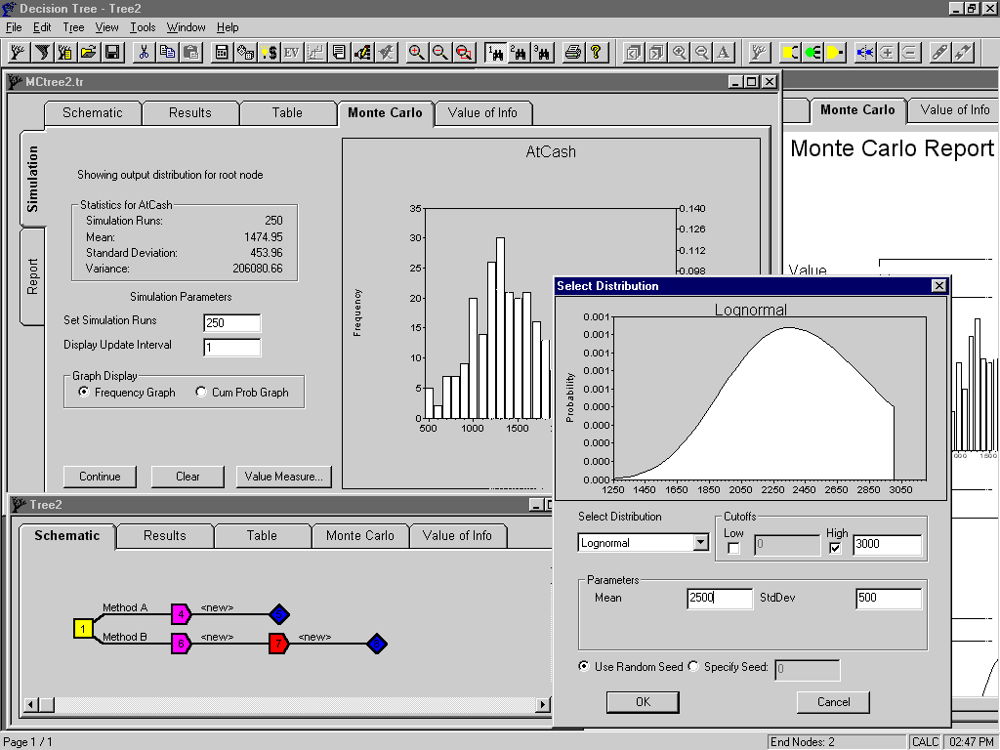 Decision Tree - Tree2
File Edit Tree View Tools Window Help
EV
1 2 3
A
MCtree2.tr
Schematic Results Table Monte Carlo Value of Info
Simulation
Report
Showing output distribution for root node
Statistics for AtCash
Simulation Runs: 250
Mean: 1474.95
Standard Deviation: 453.96
Variance: 206080.66
Simulation Parameters
Set Simulation Runs 250
Display Update Interval 1
Graph Display
Frequency Graph Cum Prob Graph
Continue Clear Value Measure...
AtCash
Frequency
35
30
25
20
15
10
5
0
0.140
0.126
0.112
0.098
500 1000 1500
Monte Carlo Value of Info
Monte Carlo Report
Value
Select Distribution
Lognormal
Probability
0.001
0.001
0.001
0.001
0.001
0.000
0.000
0.000
0.000
0.000
1250 1450 1650 1850 2050 2250 2450 2650 2850 3050
Select Distribution
Lognormal
Cutoffs
Low 0 High 3000
Parameters
Mean 2500 StdDev 500
Use Random Seed Specify Seed: 0
OK Cancel
Tree2
Schematic Results Table Monte Carlo Value of Info
1
Method A 4 <new>
Method B 6 <new> 7 <new>
Page 1 / 1
End Nodes: 2 CALC 02:47 PM